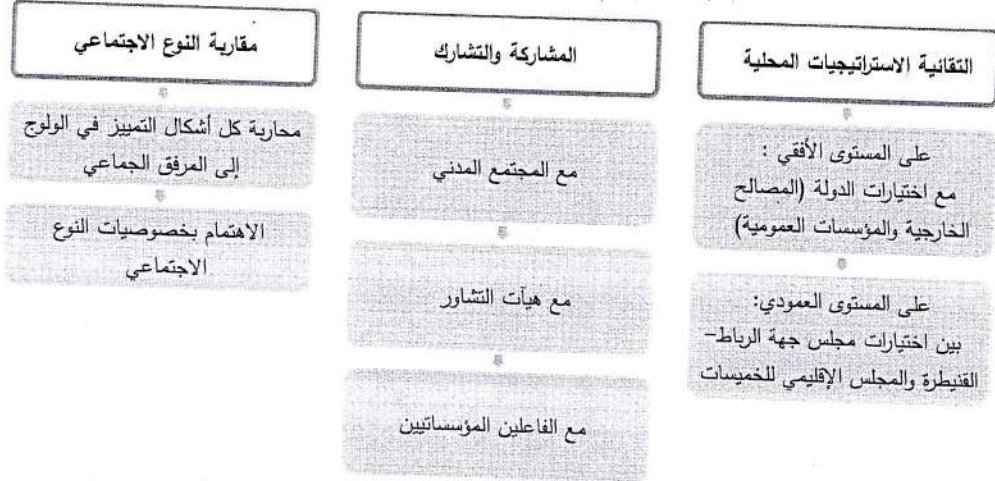 التقائية الاستراتيجيات المحلية
على المستوى الأفقي :
مع اختيارات الدولة (المصالح
الخارجية والمؤسسات العمومية)
على المستوى العمودي:
بين اختيارات مجلس جهة الرباط-
القنيطرة والمجلس الإقليمي للخميسات
المشاركة والتشارك
مع المجتمع المدني
مع هيآت التشاور
مع الفاعلين المؤسساتيين
مقاربة النوع الاجتماعي
محاربة كل أشكال التمييز في الولوج
إلى المرفق الجماعي
الاهتمام بخصوصيات النوع
الاجتماعي